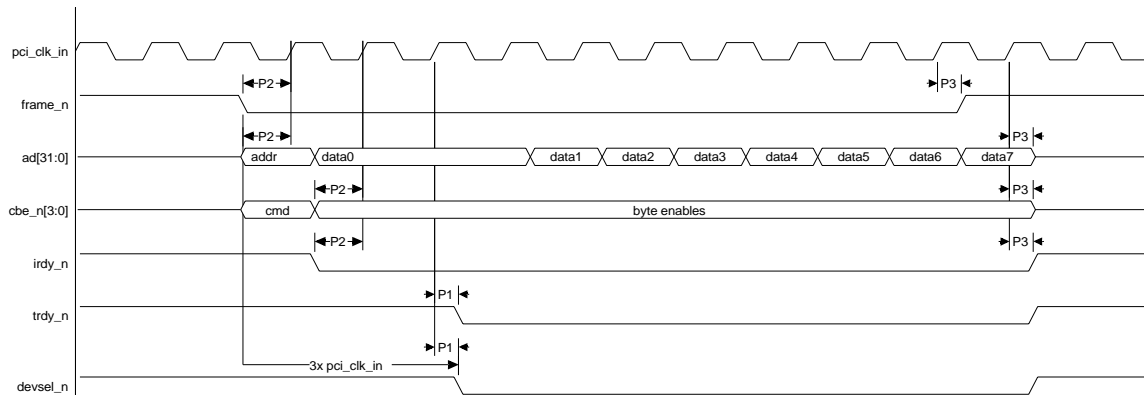 pci_clk_in
P2
P3
frame_n
P2
P3
ad[31:0]
addr data0 data1 data2 data3 data4 data5 data6 data7
P2
P3
cbe_n[3:0]
cmd byte enables
P2
P3
irdy_n
P1
trdy_n
P1
3x pci_clk_in
devsel_n